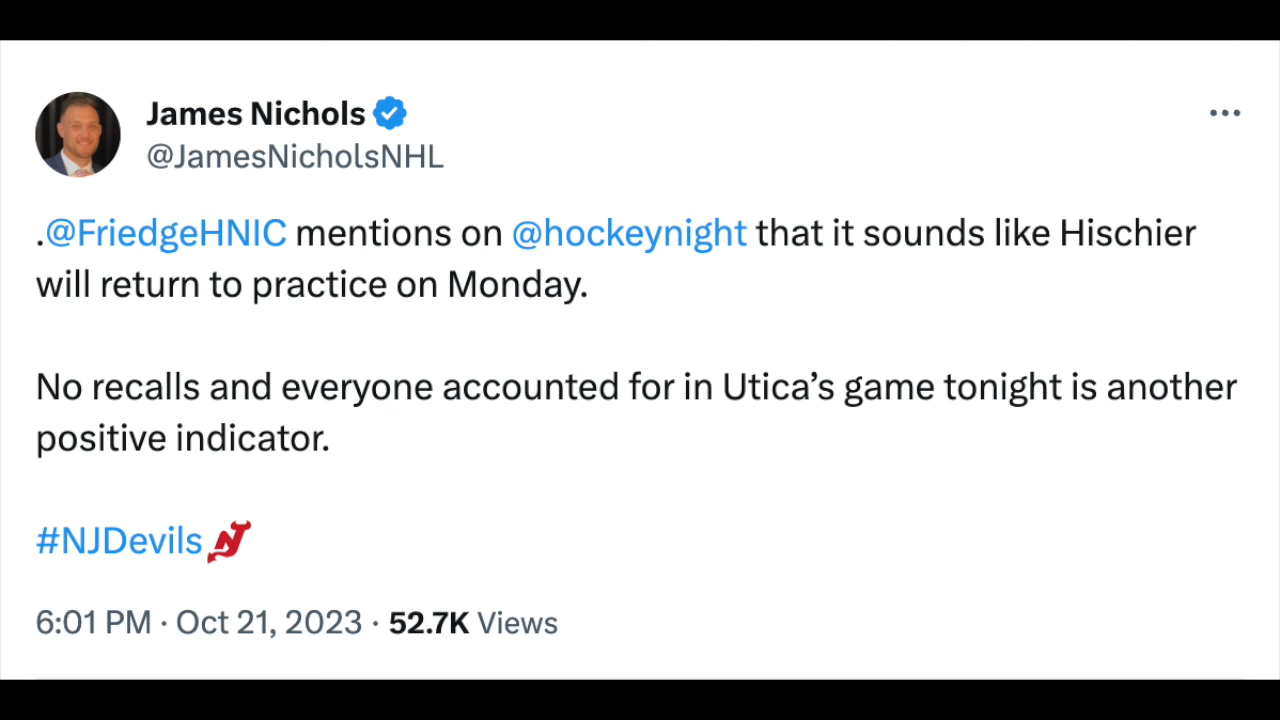 James Nichols
@JamesNicholsNHL
.@FriedgeHNIC mentions on @hockeynight that it sounds like Hischier
will return to practice on Monday.
No recalls and everyone accounted for in Utica’s game tonight is another
positive indicator.
#NJDevils
6:01 PM · Oct 21, 2023 · 52.7K Views